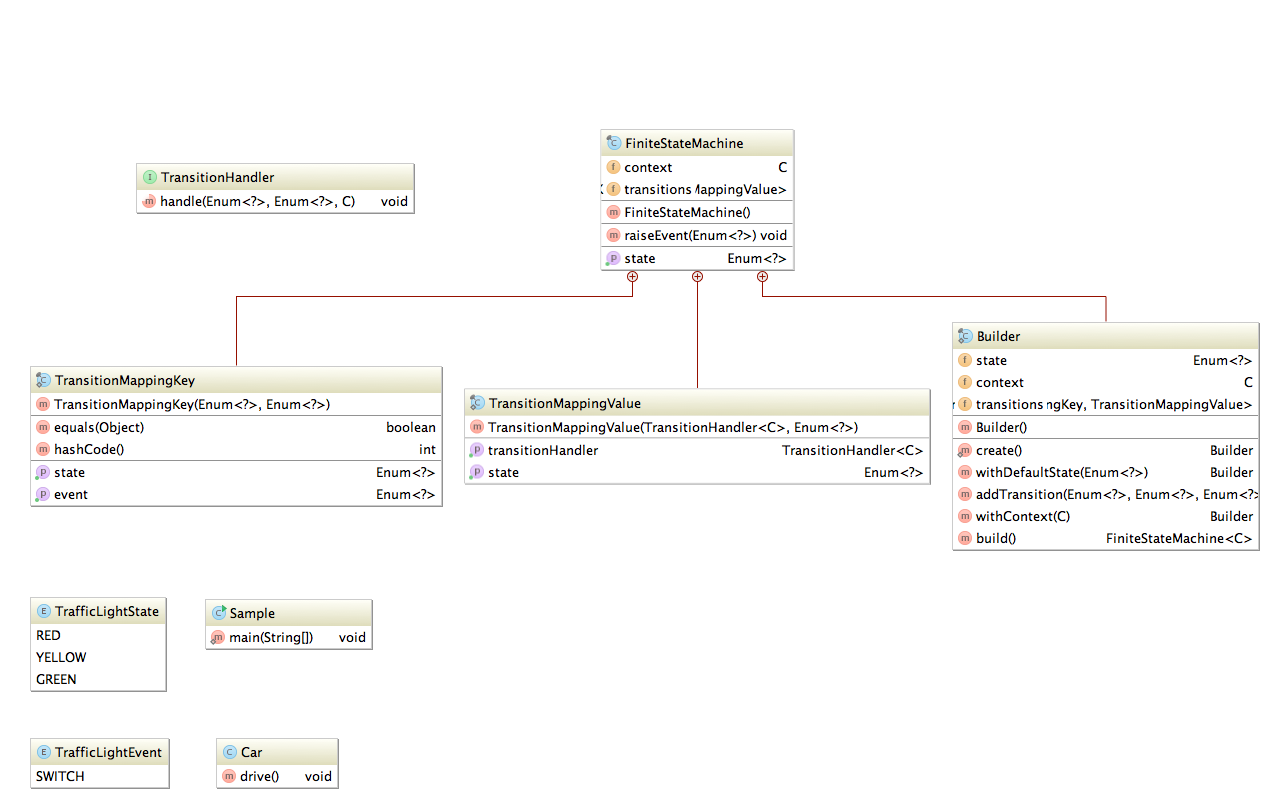 FiniteStateMachine
context C
transitions MappingValue>
FiniteStateMachine()
raiseEvent(Enum<?>) void
state Enum<?>
TransitionHandler
handle(Enum<?>, Enum<?>, C) void
TransitionMappingKey
TransitionMappingKey(Enum<?>, Enum<?>)
equals(Object) boolean
hashCode() int
state Enum<?>
event Enum<?>
TransitionMappingValue
TransitionMappingValue(TransitionHandler<C>, Enum<?>)
transitionHandler TransitionHandler<C>
state Enum<?>
Builder
state Enum<?>
context C
transitions ngKey, TransitionMappingValue>
Builder()
create() Builder
withDefaultState(Enum<?>) Builder
addTransition(Enum<?>, Enum<?>, Enum<?>
withContext(C) Builder
build() FiniteStateMachine<C>
TrafficLightState
RED
YELLOW
GREEN
Sample
main(String[]) void
TrafficLightEvent
SWITCH
Car
drive() void